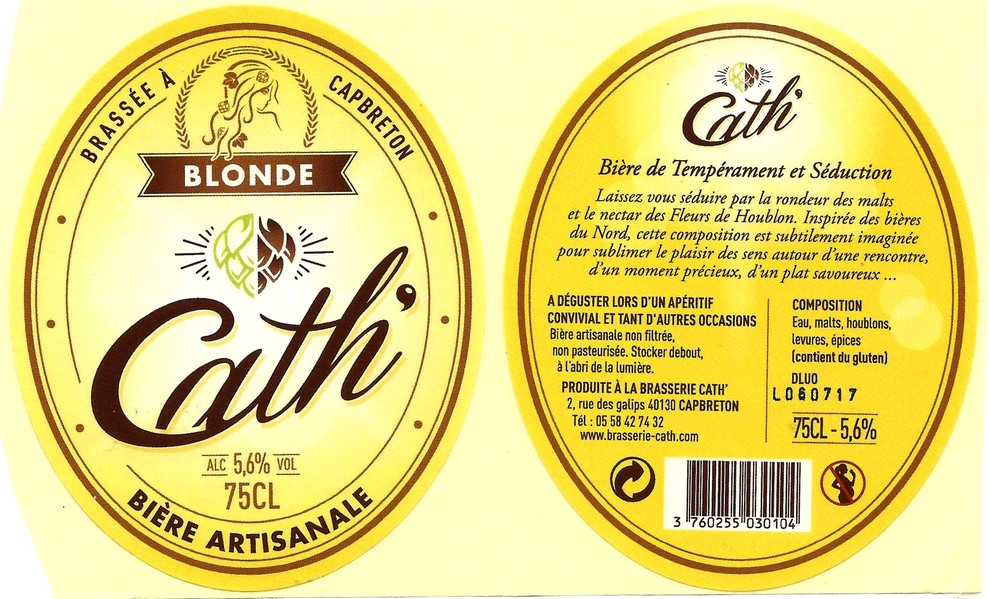 BRASSÉE À CAPBRETON
BLONDE
Cath'
ALC 5,6% VOL
75CL
BIÈRE ARTISANALE
Cath'
Bière de Tempérament et Séduction
Laissez vous séduire par la rondeur des malts
et le nectar des Fleurs de Houblon. Inspirée des bières
du Nord, cette composition est subtilement imaginée
pour sublimer le plaisir des sens autour d'une rencontre,
d'un moment précieux, d'un plat savoureux ...
A DÉGUSTER LORS D'UN APÉRITIF
CONVIVIAL ET TANT D'AUTRES OCCASIONS
Bière artisanale non filtrée,
non pasteurisée. Stocker debout,
à l'abri de la lumière.
PRODUITE À LA BRASSERIE CATH'
2, rue des galips 40130 CAPBRETON
Tél : 05 58 42 74 32
www.brasserie-cath.com
COMPOSITION
Eau, malts, houblons,
levures, épices
(contient du gluten)
DLUO
L060717
75CL - 5,6%
3 760255 030104